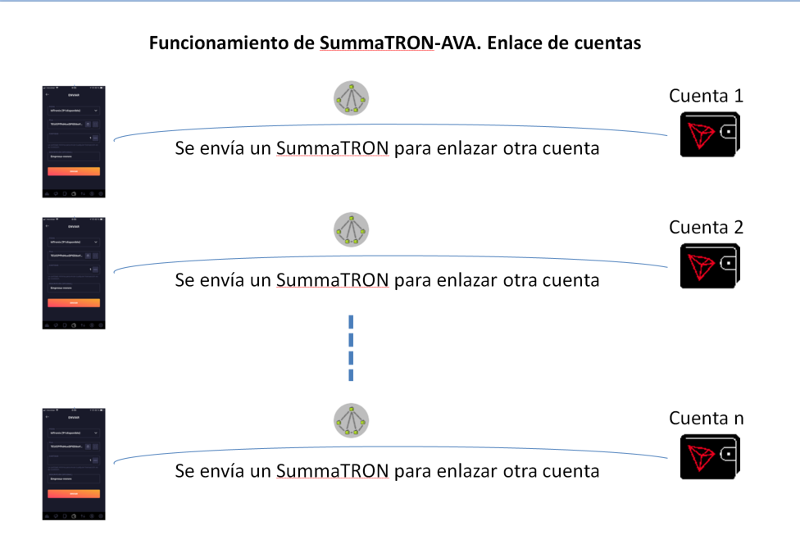 Funcionamiento de SummaTRON-AVA. Enlace de cuentas
Cuenta 1
Se envía un SummaTRON para enlazar otra cuenta
Cuenta 2
Se envía un SummaTRON para enlazar otra cuenta
Cuenta n
Se envía un SummaTRON para enlazar otra cuenta